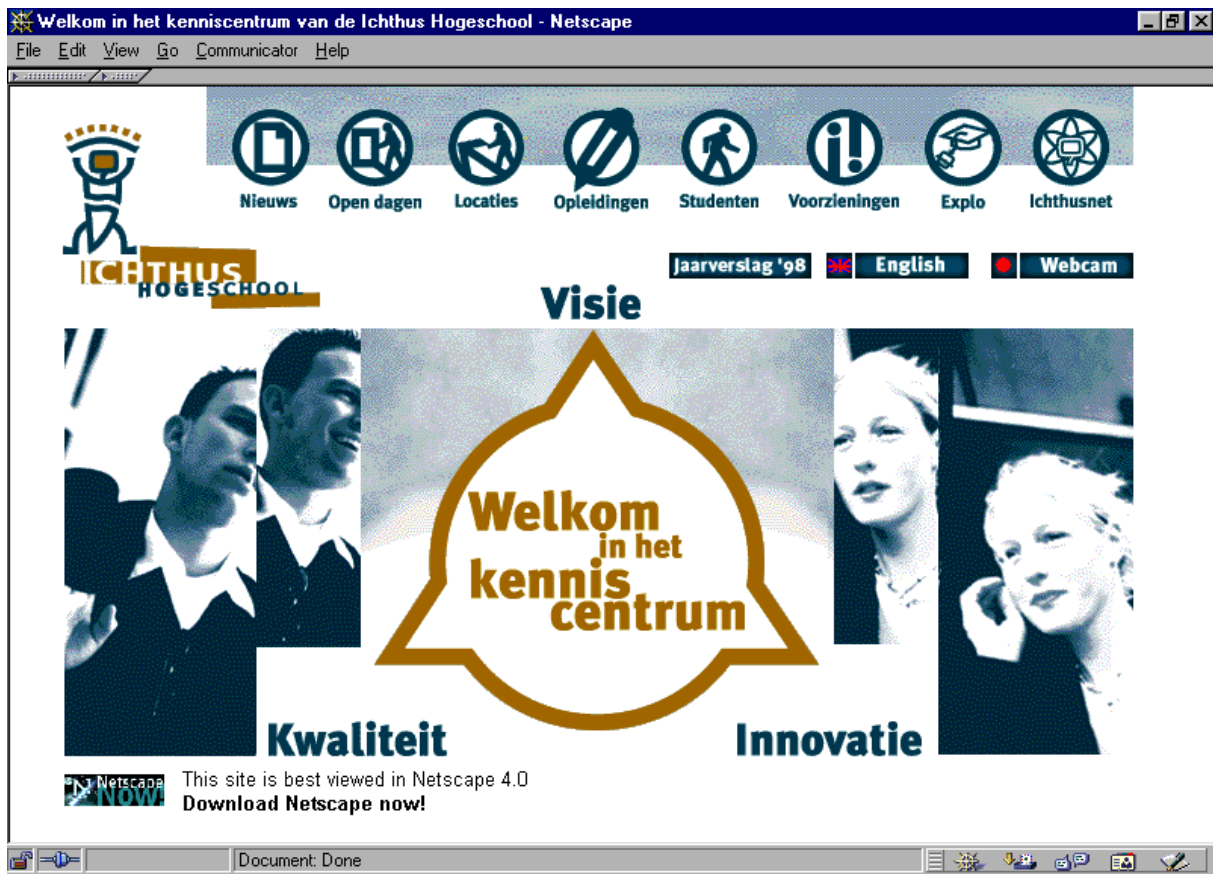 Welkom in het kenniscentrum van de Ichthus Hogeschool - Netscape
File Edit View Go Communicator Help
Nieuws Open dagen Locaties Opleidingen Studenten Voorzieningen Explo Ichthusnet
ICHTHUS
HOGESCHOOL
Jaarverslag '98 English Webcam
Visie
Welkom
in het
kennis
centrum
Kwaliteit Innovatie
N Netscape
Now!
This site is best viewed in Netscape 4.0
Download Netscape now!
Document: Done